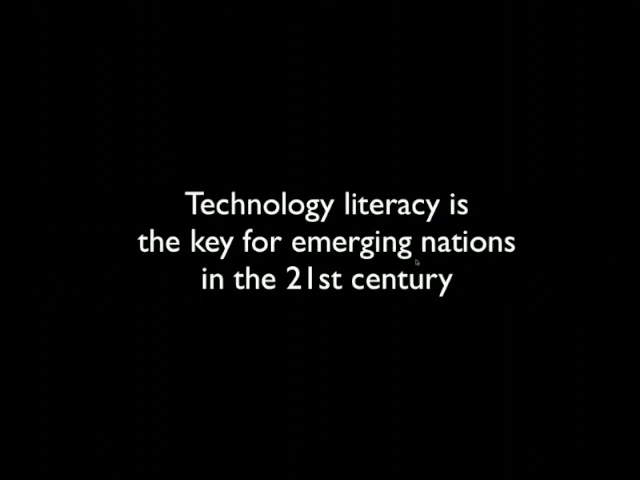 Technology literacy is
the key for emerging nations
in the 21st century